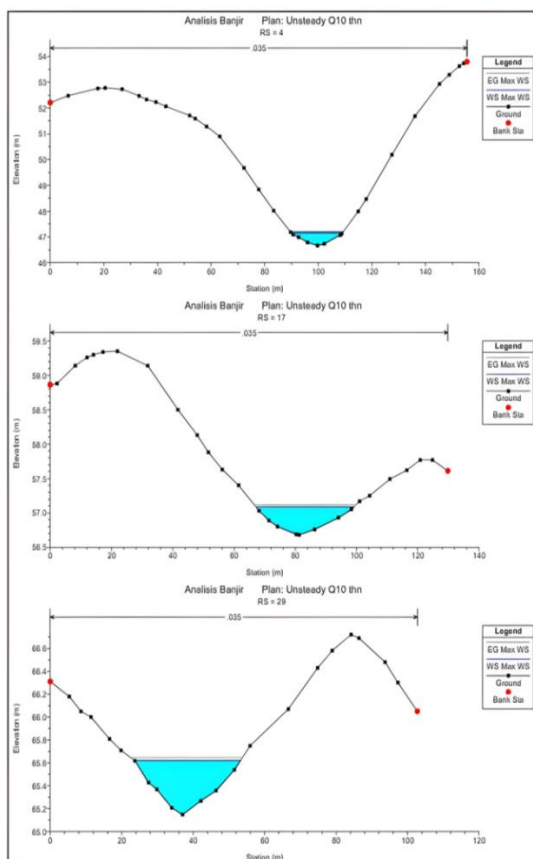 Analisis Banjir Plan: Unsteady Q10 thn
RS = 4
.035
54
53
52
51
50
49
48
47
46
Elevation (m)
0 20 40 60 80 100 120 140 160
Station (m)
Legend
EG Max WS
WS Max WS
Ground
Bank Sta
Analisis Banjir Plan: Unsteady Q10 thn
RS = 17
.035
59.5
59.0
58.5
58.0
57.5
57.0
56.5
Elevation (m)
0 20 40 60 80 100 120 140
Station (m)
Legend
EG Max WS
WS Max WS
Ground
Bank Sta
Analisis Banjir Plan: Unsteady Q10 thn
RS = 29
.035
66.8
66.6
66.4
66.2
66.0
65.8
65.6
65.4
65.2
65.0
Elevation (m)
0 20 40 60 80 100 120
Station (m)
Legend
EG Max WS
WS Max WS
Ground
Bank Sta